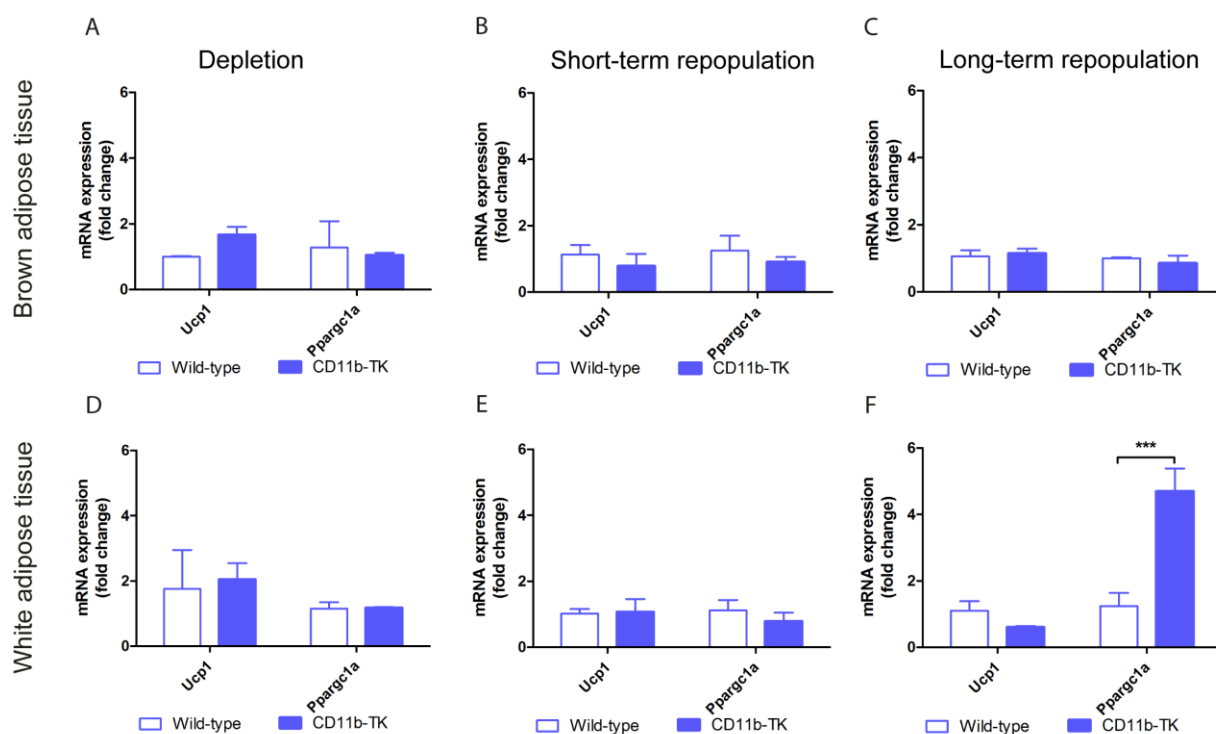 A
B
C
Depletion
Short-term repopulation
Long-term repopulation
Brown adipose tissue
mRNA expression
(fold change)
6
4
2
0
Ucp1
Ppargc1a
Wild-type
CD11b-TK
mRNA expression
(fold change)
6
4
2
0
Ucp1
Ppargc1a
Wild-type
CD11b-TK
mRNA expression
(fold change)
6
4
2
0
Ucp1
Ppargc1a
Wild-type
CD11b-TK
D
E
F
White adipose tissue
mRNA expression
(fold change)
6
4
2
0
Ucp1
Ppargc1a
Wild-type
CD11b-TK
mRNA expression
(fold change)
6
4
2
0
Ucp1
Ppargc1a
Wild-type
CD11b-TK
mRNA expression
(fold change)
6
4
2
0
***
Ucp1
Ppargc1a
Wild-type
CD11b-TK